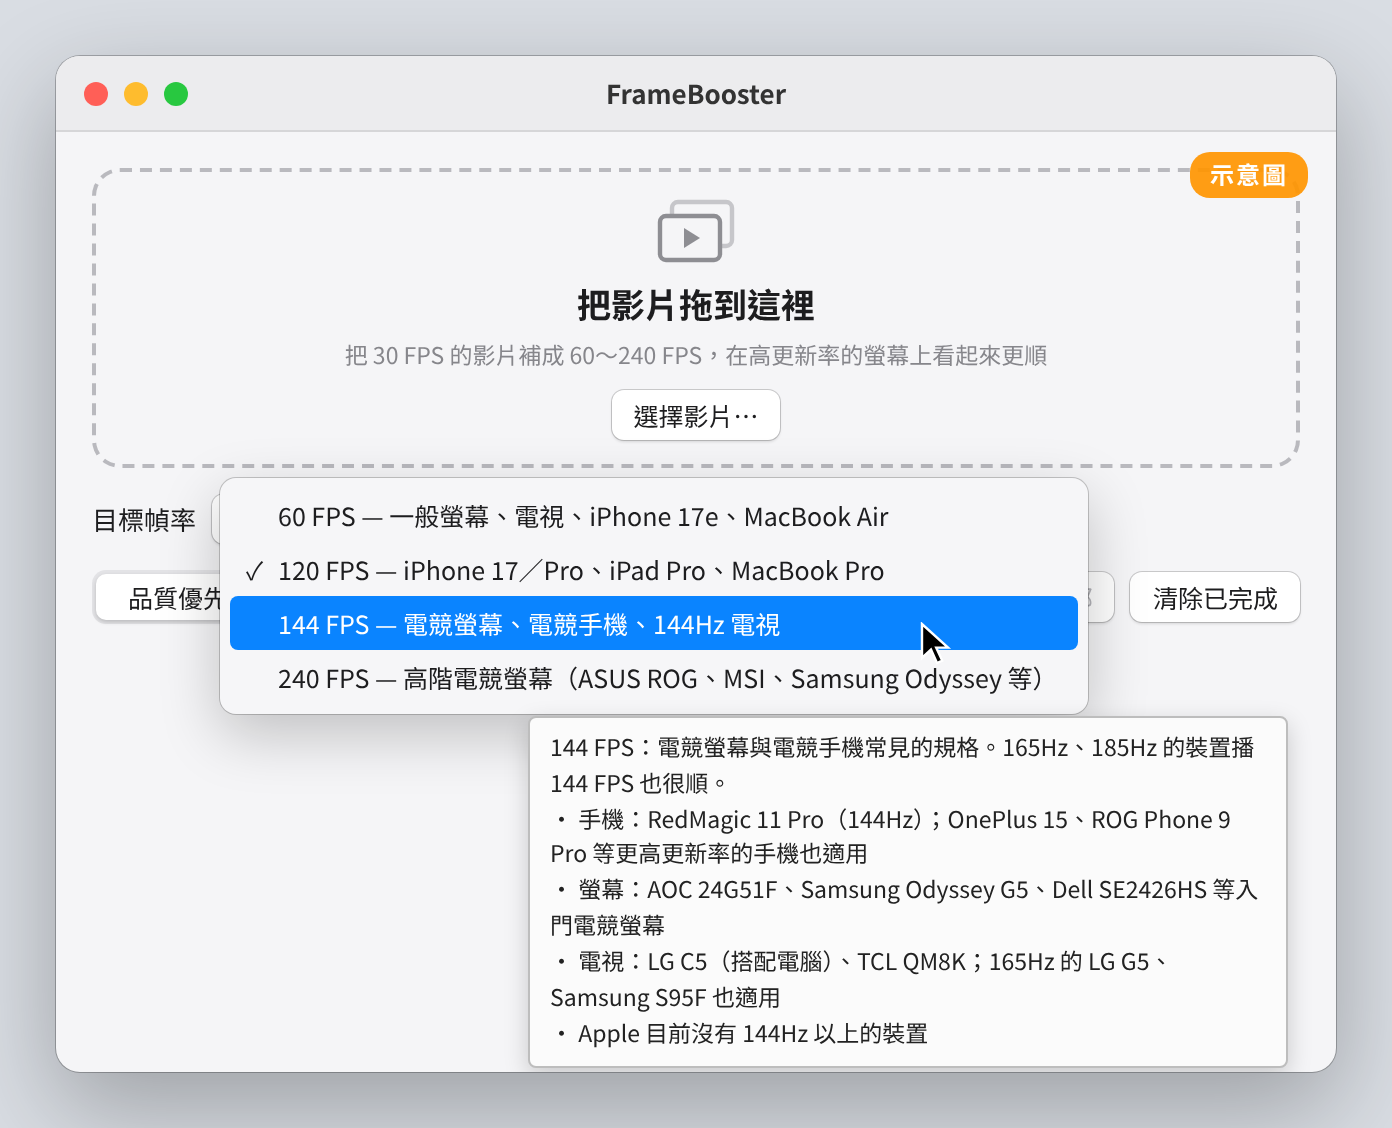 FrameBooster
示意圖
把影片拖到這裡
把 30 FPS 的影片補成 60～240 FPS，在高更新率的螢幕上看起來更順
選擇影片⋯
目標幀率
60 FPS — 一般螢幕、電視、iPhone 17e、MacBook Air
✓ 120 FPS — iPhone 17／Pro、iPad Pro、MacBook Pro
144 FPS — 電競螢幕、電競手機、144Hz 電視
240 FPS — 高階電競螢幕（ASUS ROG、MSI、Samsung Odyssey 等）
品質優先
清除已完成
144 FPS：電競螢幕與電競手機常見的規格。165Hz、185Hz 的裝置播
144 FPS 也很順。
・ 手機：RedMagic 11 Pro（144Hz）；OnePlus 15、ROG Phone 9
Pro 等更高更新率的手機也適用
・ 螢幕：AOC 24G51F、Samsung Odyssey G5、Dell SE2426HS 等入
門電競螢幕
・ 電視：LG C5（搭配電腦）、TCL QM8K；165Hz 的 LG G5、
Samsung S95F 也適用
・ Apple 目前沒有 144Hz 以上的裝置